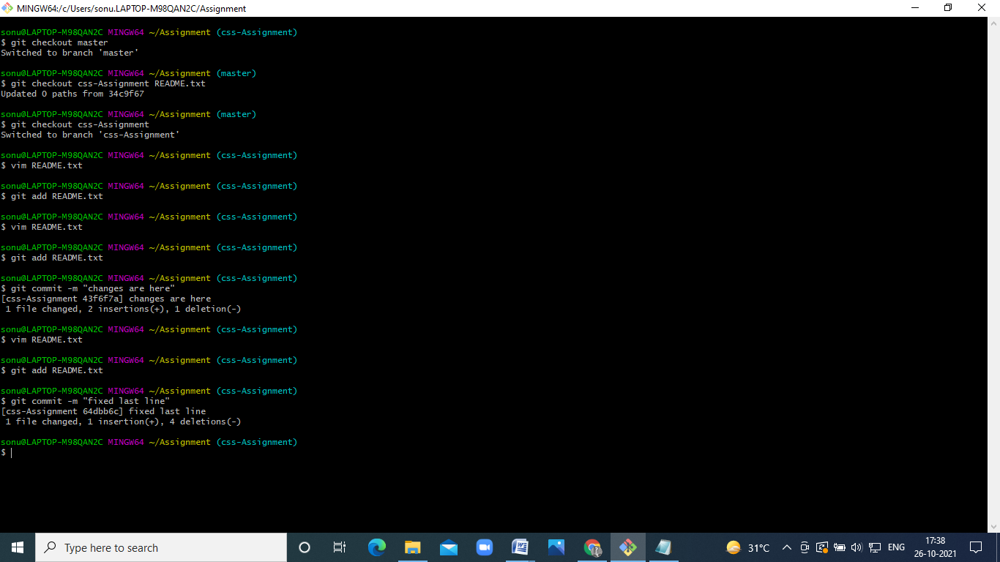 MINGW64:/c/Users/sonu.LAPTOP-M98QAN2C/Assignment
sonu@LAPTOP-M98QAN2C MINGW64 ~/Assignment (css-Assignment)
$ git checkout master
Switched to branch 'master'
sonu@LAPTOP-M98QAN2C MINGW64 ~/Assignment (master)
$ git checkout css-Assignment README.txt
Updated 0 paths from 34c9f67
sonu@LAPTOP-M98QAN2C MINGW64 ~/Assignment (master)
$ git checkout css-Assignment
Switched to branch 'css-Assignment'
sonu@LAPTOP-M98QAN2C MINGW64 ~/Assignment (css-Assignment)
$ vim README.txt
sonu@LAPTOP-M98QAN2C MINGW64 ~/Assignment (css-Assignment)
$ git add README.txt
sonu@LAPTOP-M98QAN2C MINGW64 ~/Assignment (css-Assignment)
$ vim README.txt
sonu@LAPTOP-M98QAN2C MINGW64 ~/Assignment (css-Assignment)
$ git add README.txt
sonu@LAPTOP-M98QAN2C MINGW64 ~/Assignment (css-Assignment)
$ git commit -m "changes are here"
[css-Assignment 43f6f7a] changes are here
1 file changed, 2 insertions(+), 1 deletion(-)
sonu@LAPTOP-M98QAN2C MINGW64 ~/Assignment (css-Assignment)
$ vim README.txt
sonu@LAPTOP-M98QAN2C MINGW64 ~/Assignment (css-Assignment)
$ git add README.txt
sonu@LAPTOP-M98QAN2C MINGW64 ~/Assignment (css-Assignment)
$ git commit -m "fixed last line"
[css-Assignment 64dbb6c] fixed last line
1 file changed, 1 insertion(+), 4 deletions(-)
sonu@LAPTOP-M98QAN2C MINGW64 ~/Assignment (css-Assignment)
$
Type here to search
31°C
ENG
17:38
26-10-2021